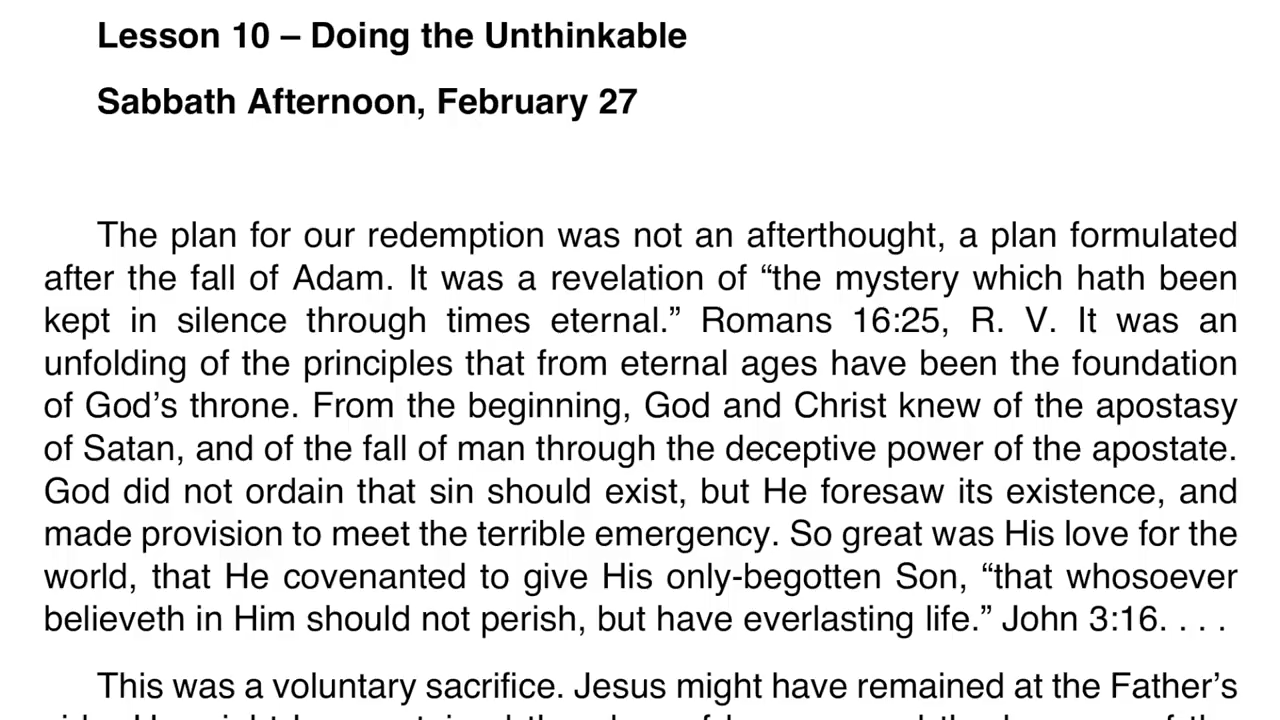 Lesson 10 – Doing the Unthinkable
Sabbath Afternoon, February 27
The plan for our redemption was not an afterthought, a plan formulated
after the fall of Adam. It was a revelation of “the mystery which hath been
kept in silence through times eternal.” Romans 16:25, R. V. It was an
unfolding of the principles that from eternal ages have been the foundation
of God’s throne. From the beginning, God and Christ knew of the apostasy
of Satan, and of the fall of man through the deceptive power of the apostate.
God did not ordain that sin should exist, but He foresaw its existence, and
made provision to meet the terrible emergency. So great was His love for the
world, that He covenanted to give His only-begotten Son, “that whosoever
believeth in Him should not perish, but have everlasting life.” John 3:16. . . .
This was a voluntary sacrifice. Jesus might have remained at the Father’s